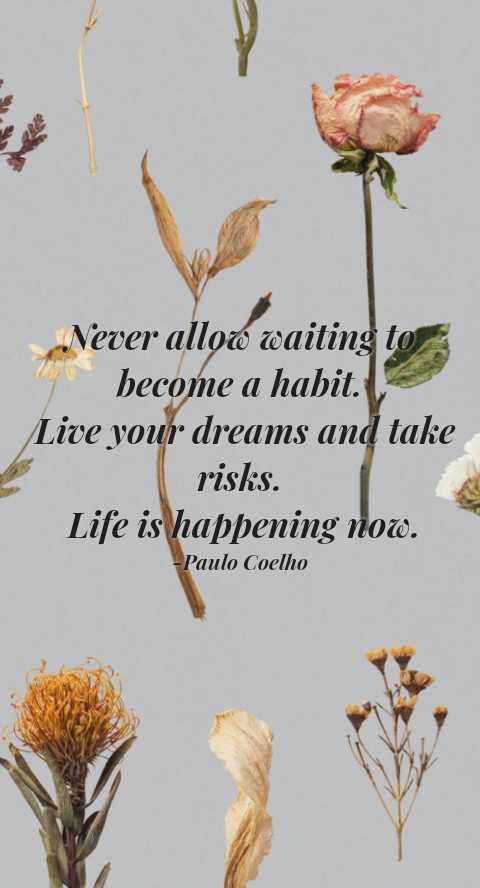 Never allow waiting to
become a habit.
Live your dreams and take
risks.
Life is happening now.
-Paulo Coelho